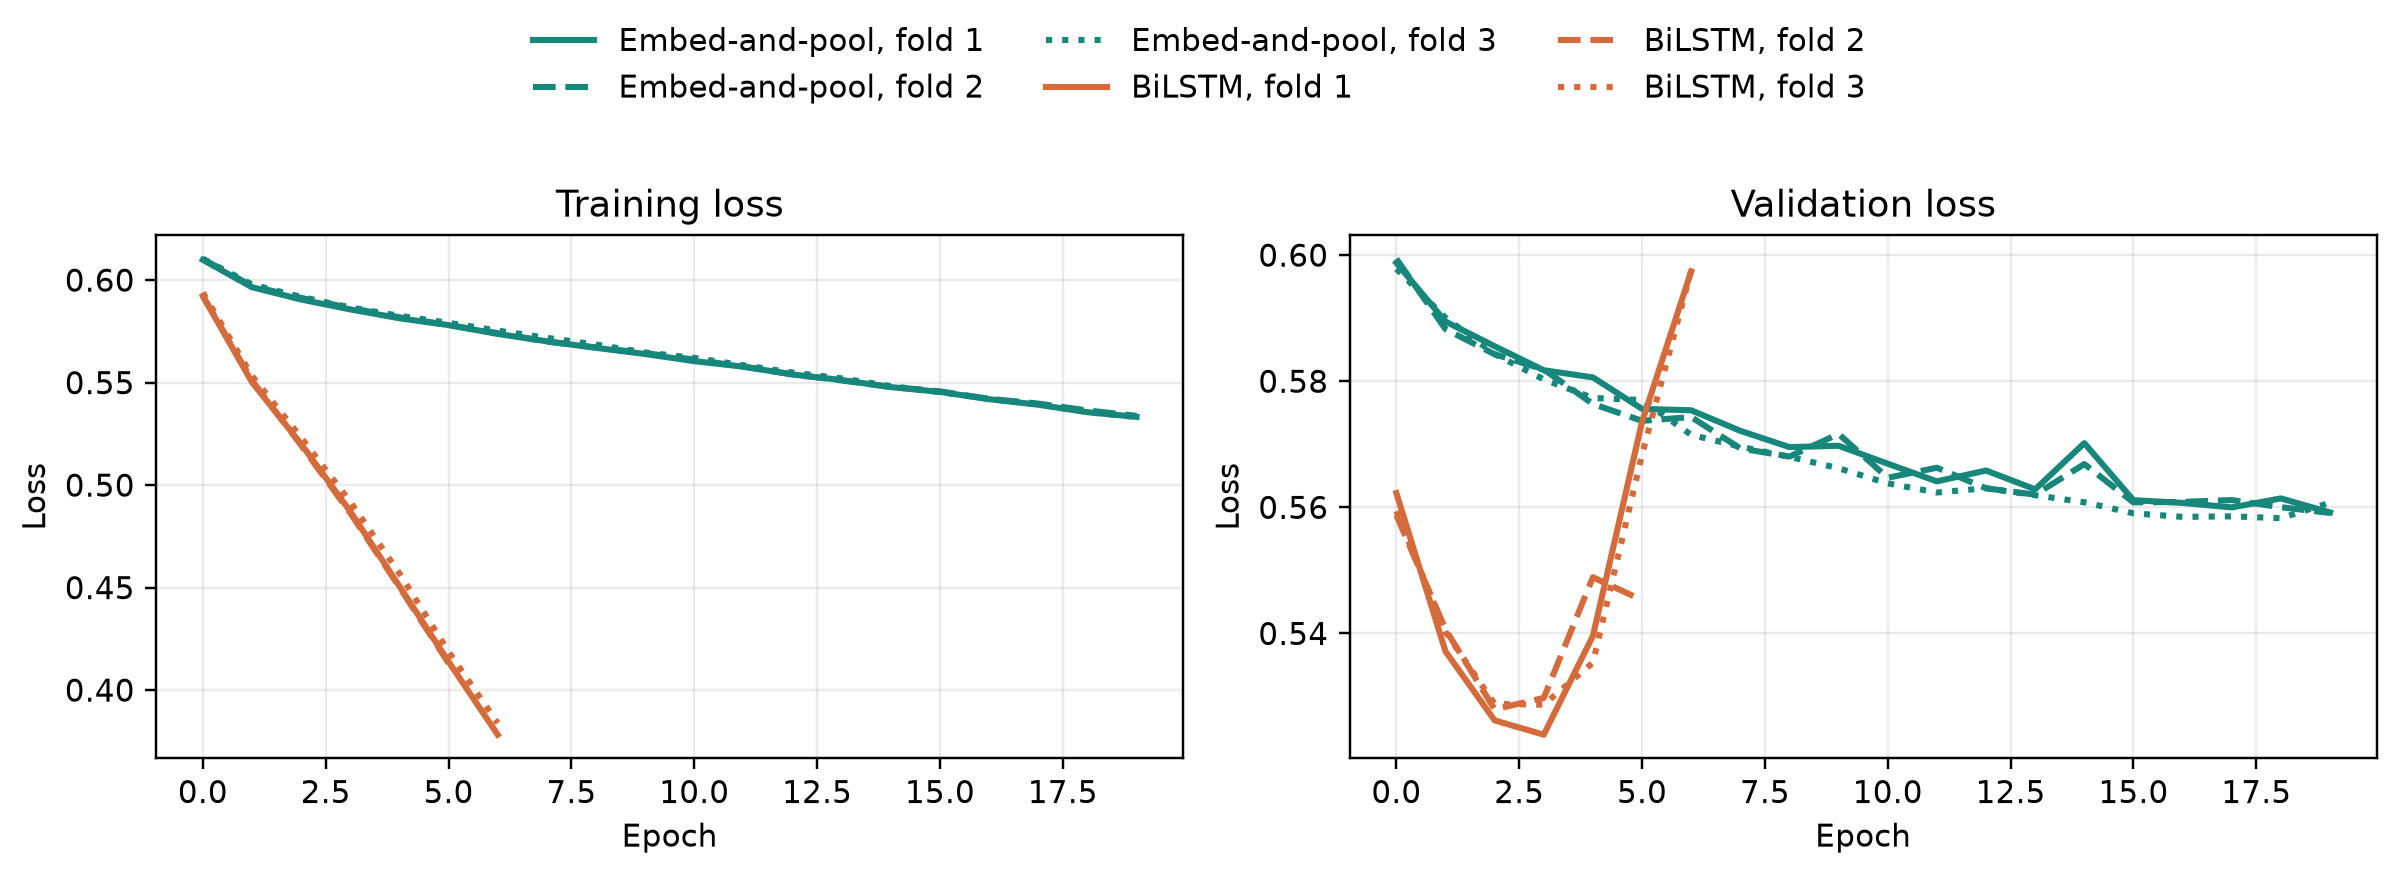 Embed-and-pool, fold 1
Embed-and-pool, fold 2
Embed-and-pool, fold 3
BiLSTM, fold 1
BiLSTM, fold 2
BiLSTM, fold 3
Training loss
Loss
0.60
0.55
0.50
0.45
0.40
0.0 2.5 5.0 7.5 10.0 12.5 15.0 17.5
Epoch
Validation loss
Loss
0.60
0.58
0.56
0.54
0.0 2.5 5.0 7.5 10.0 12.5 15.0 17.5
Epoch